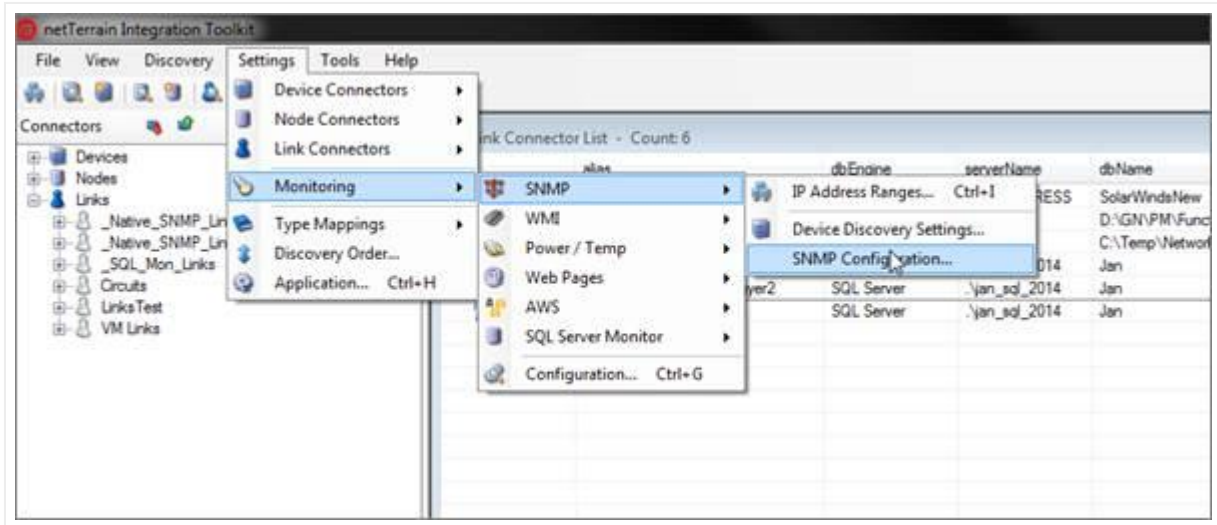 netTerrain Integration Toolkit
File View Discovery Settings Tools Help
Connectors
Devices
Nodes
Links
_Native_SNMP_Lin
_Native_SNMP_Lin
_SQL_Mon_Links
Circuits
LinksTest
VM Links
Device Connectors
Node Connectors
Link Connectors
Monitoring
Type Mappings
Discovery Order...
Application... Ctrl+H
SNMP
WMI
Power / Temp
Web Pages
AWS
SQL Server Monitor
Configuration... Ctrl+G
IP Address Ranges... Ctrl+I
Device Discovery Settings...
SNMP Configuration...
ink Connector List - Count: 6
alias dbEngine serverName dbName
RESS SolarWindsNew
D:\GN\PM\Func
C:\Temp\Networ
014 Jan
yer2 SQL Server .\jan_sql_2014 Jan
SQL Server .\jan_sql_2014 Jan